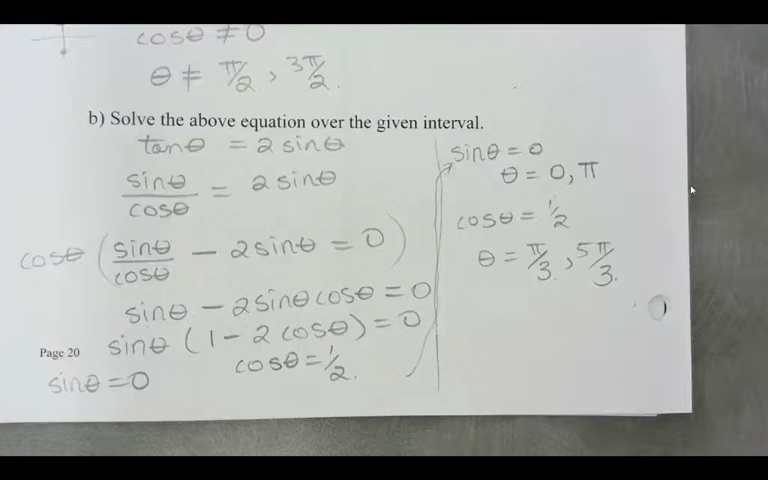 cosθ ≠ 0
θ ≠ π/2, 3π/2.
b) Solve the above equation over the given interval.
tanθ = 2 sinθ
sinθ/cosθ = 2 sinθ
cosθ (sinθ/cosθ − 2sinθ = 0)
sinθ − 2sinθcosθ = 0
sinθ (1 − 2 cosθ) = 0
sinθ = 0
cosθ = 1/2.
Page 20
sinθ = 0
θ = 0, π
cosθ = 1/2
θ = π/3, 5π/3.